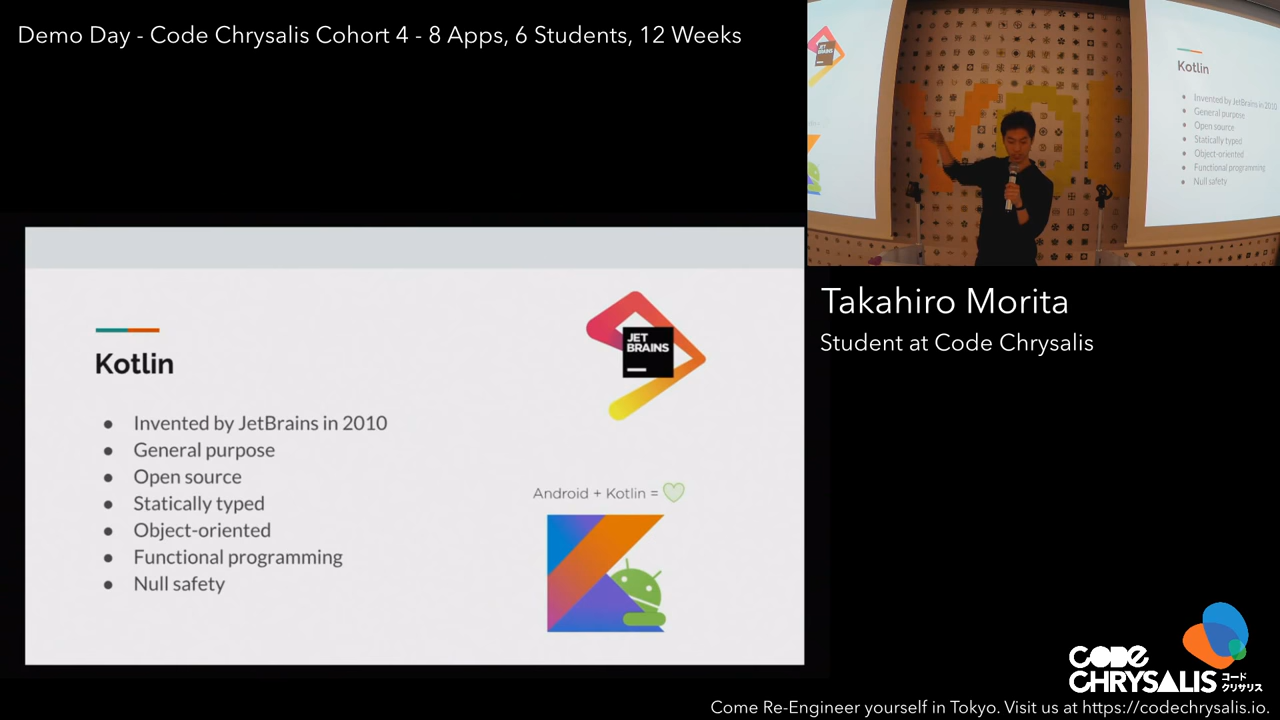 Demo Day - Code Chrysalis Cohort 4 - 8 Apps, 6 Students, 12 Weeks
JET
BRAINS
Kotlin
Invented by JetBrains in 2010
General purpose
Open source
Statically typed
Object-oriented
Functional programming
Null safety
Takahiro Morita
Student at Code Chrysalis
Kotlin
● Invented by JetBrains in 2010
● General purpose
● Open source
● Statically typed
● Object-oriented
● Functional programming
● Null safety
JET
BRAINS
Android + Kotlin =
CODE
CHRYSALIS
コード
クリサリス
Come Re-Engineer yourself in Tokyo. Visit us at https://codechrysalis.io.